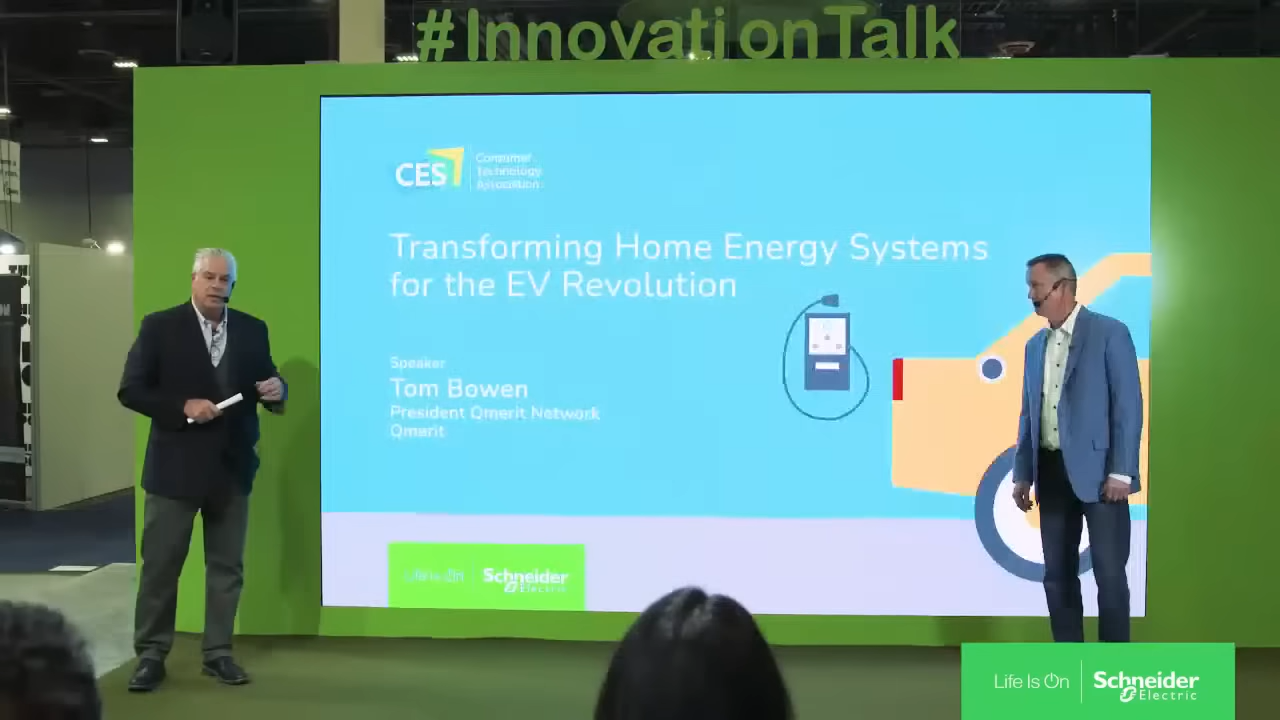 #InnovationTalk
CES
Consumer
Technology
Association
Transforming Home Energy Systems
for the EV Revolution
Speaker
Tom Bowen
President Qmerit Network
Qmerit
Life Is On
Schneider
Electric
Life Is On
Schneider
Electric